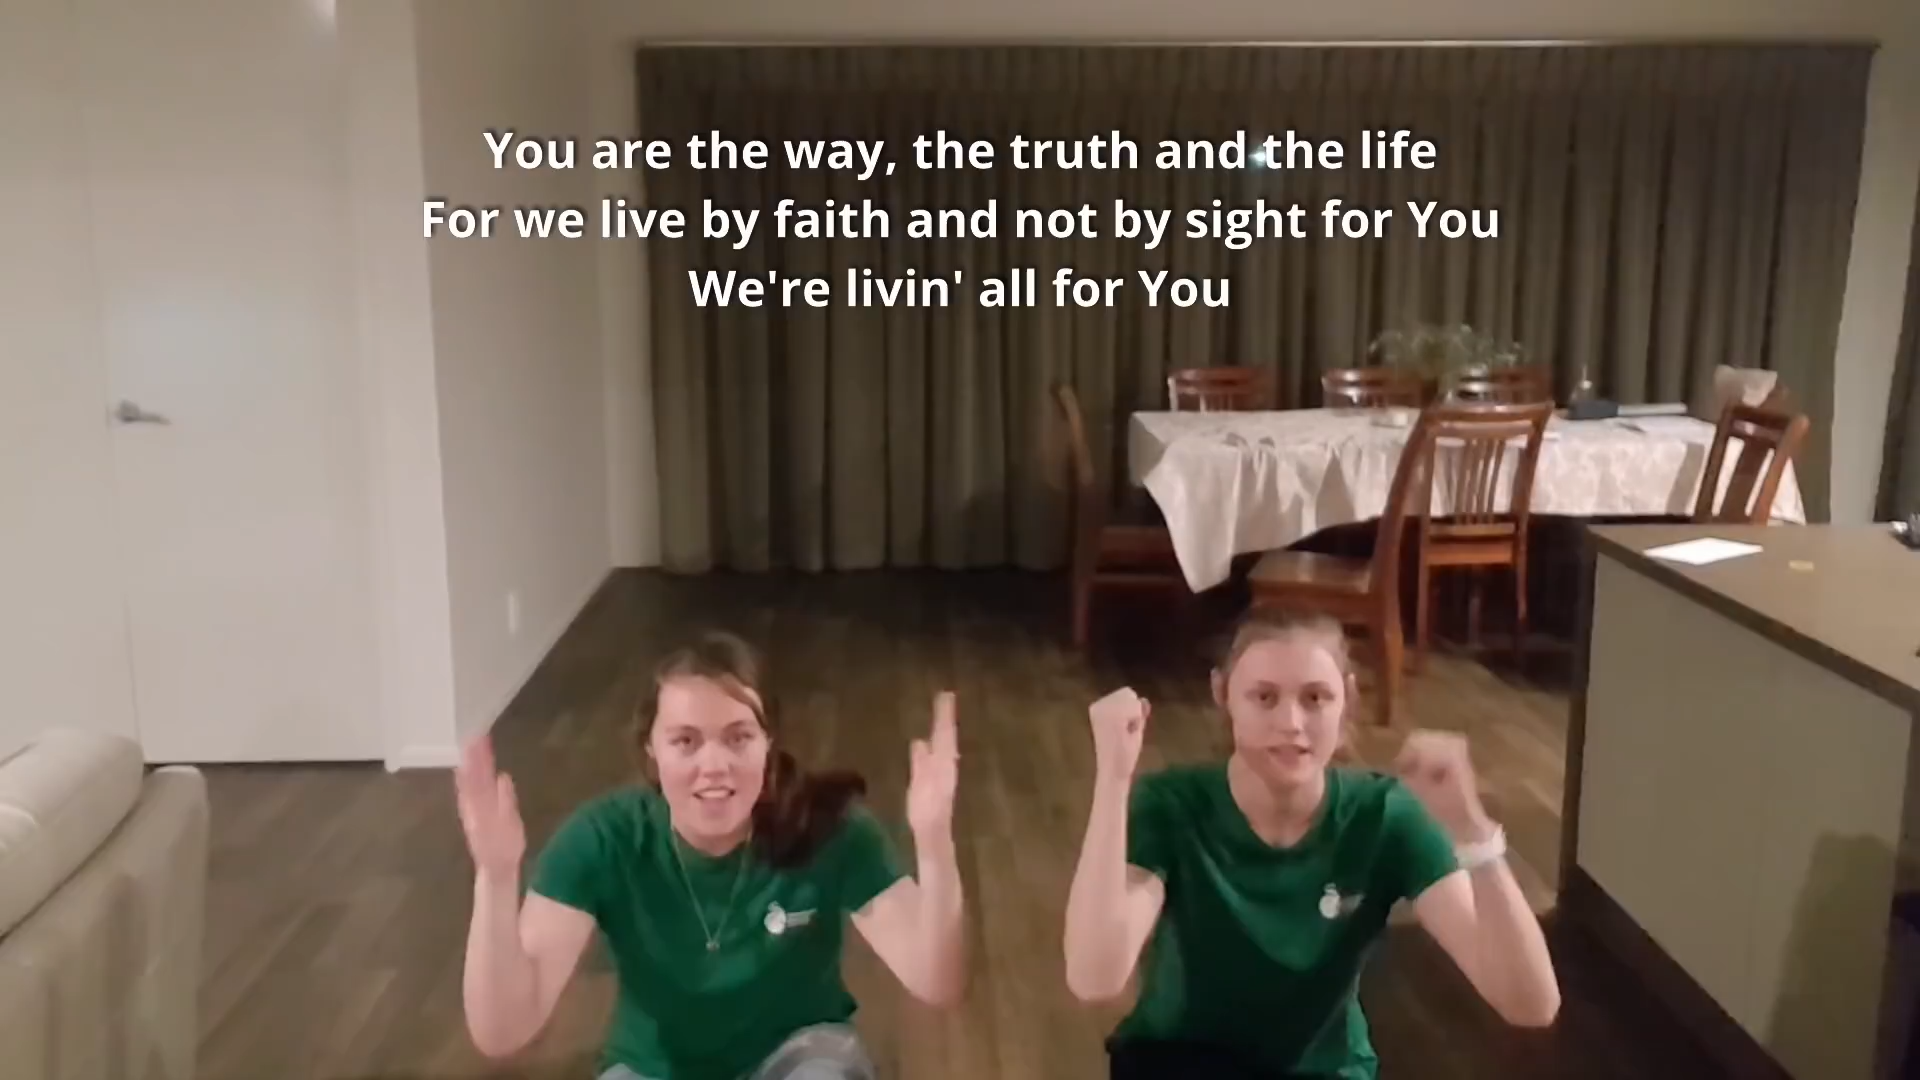 You are the way, the truth and the life
For we live by faith and not by sight for You
We're livin' all for You